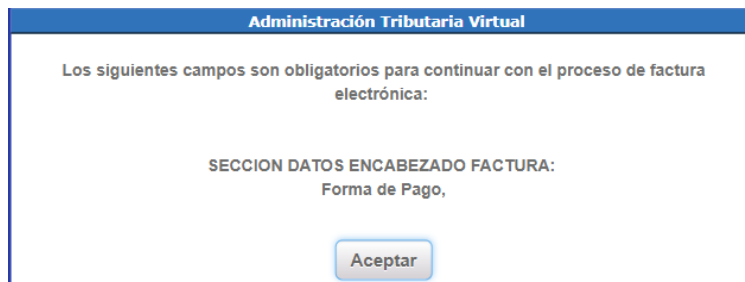 Administración Tributaria Virtual
Los siguientes campos son obligatorios para continuar con el proceso de factura
electrónica:
SECCION DATOS ENCABEZADO FACTURA:
Forma de Pago,
Aceptar